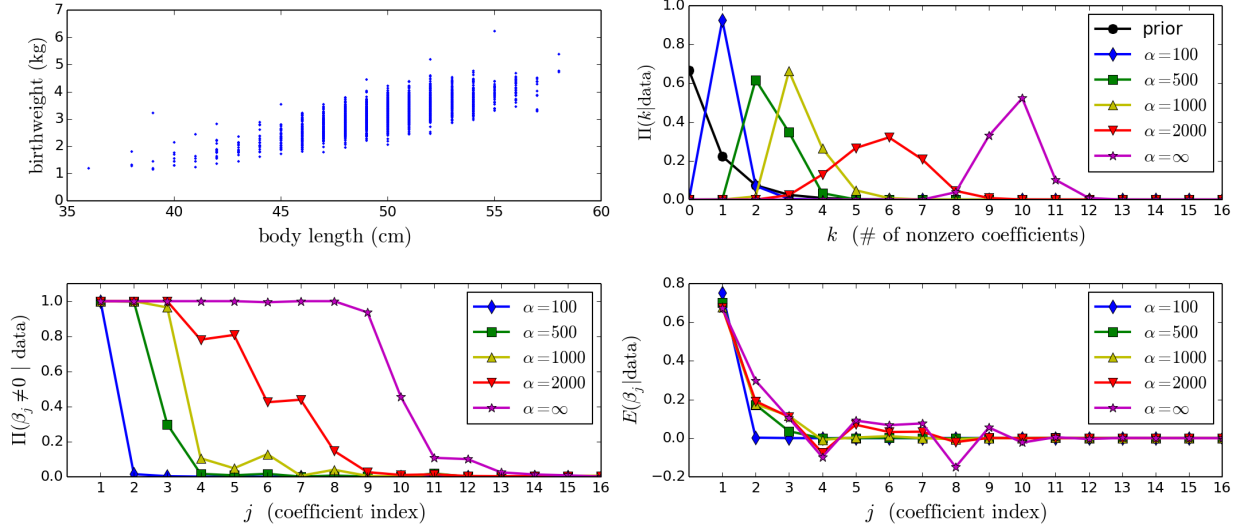 7
6
5
4
3
2
1
0
birthweight (kg)
35 40 45 50 55 60
body length (cm)
1.0
0.8
0.6
0.4
0.2
0.0
Π(k|data)
prior
α=100
α=500
α=1000
α=2000
α=∞
0 1 2 3 4 5 6 7 8 9 10 11 12 13 14 15 16
k (# of nonzero coefficients)
1.0
0.8
0.6
0.4
0.2
0.0
Π(β_j ≠0 | data)
α=100
α=500
α=1000
α=2000
α=∞
1 2 3 4 5 6 7 8 9 10 11 12 13 14 15 16
j (coefficient index)
0.8
0.6
0.4
0.2
0.0
−0.2
E(β_j|data)
α=100
α=500
α=1000
α=2000
α=∞
1 2 3 4 5 6 7 8 9 10 11 12 13 14 15 16
j (coefficient index)